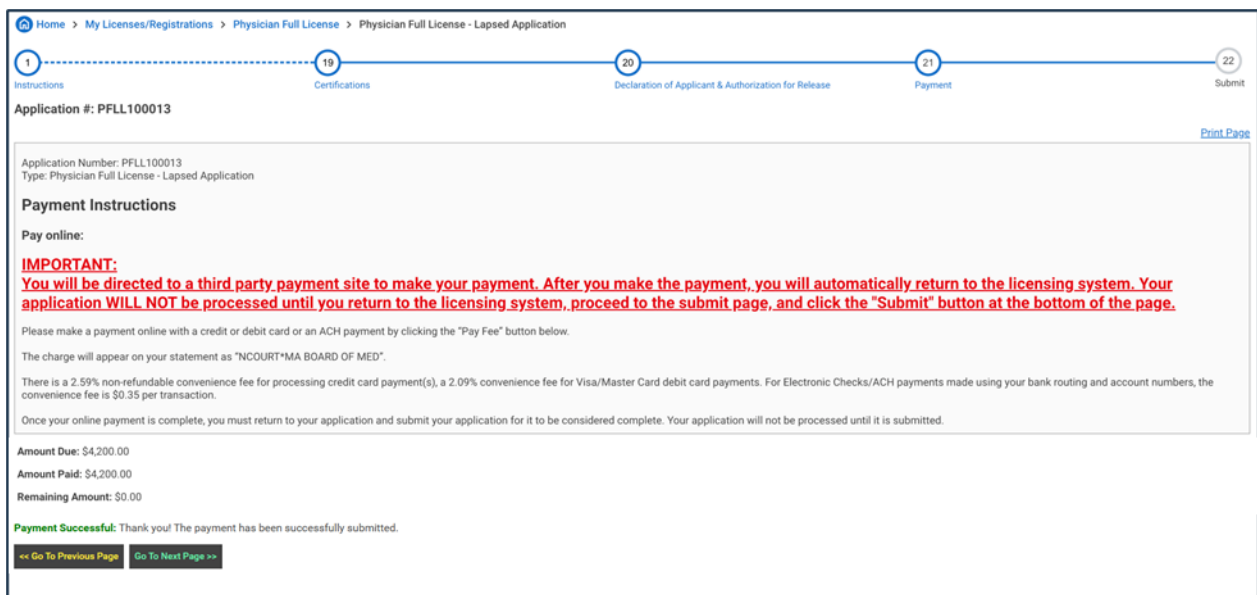 Home > My Licenses/Registrations > Physician Full License > Physician Full License - Lapsed Application
1 19 20 21 22
Instructions Certifications Declaration of Applicant & Authorization for Release Payment Submit
Application #: PFLL100013
Print Page
Application Number: PFLL100013
Type: Physician Full License - Lapsed Application
Payment Instructions
Pay online:
IMPORTANT:
You will be directed to a third party payment site to make your payment. After you make the payment, you will automatically return to the licensing system. Your
application WILL NOT be processed until you return to the licensing system, proceed to the submit page, and click the "Submit" button at the bottom of the page.
Please make a payment online with a credit or debit card or an ACH payment by clicking the "Pay Fee" button below.
The charge will appear on your statement as "NCOURT*MA BOARD OF MED".
There is a 2.59% non-refundable convenience fee for processing credit card payment(s), a 2.09% convenience fee for Visa/Master Card debit card payments. For Electronic Checks/ACH payments made using your bank routing and account numbers, the
convenience fee is $0.35 per transaction.
Once your online payment is complete, you must return to your application and submit your application for it to be considered complete. Your application will not be processed until it is submitted.
Amount Due: $4,200.00
Amount Paid: $4,200.00
Remaining Amount: $0.00
Payment Successful: Thank you! The payment has been successfully submitted.
<< Go To Previous Page Go To Next Page >>